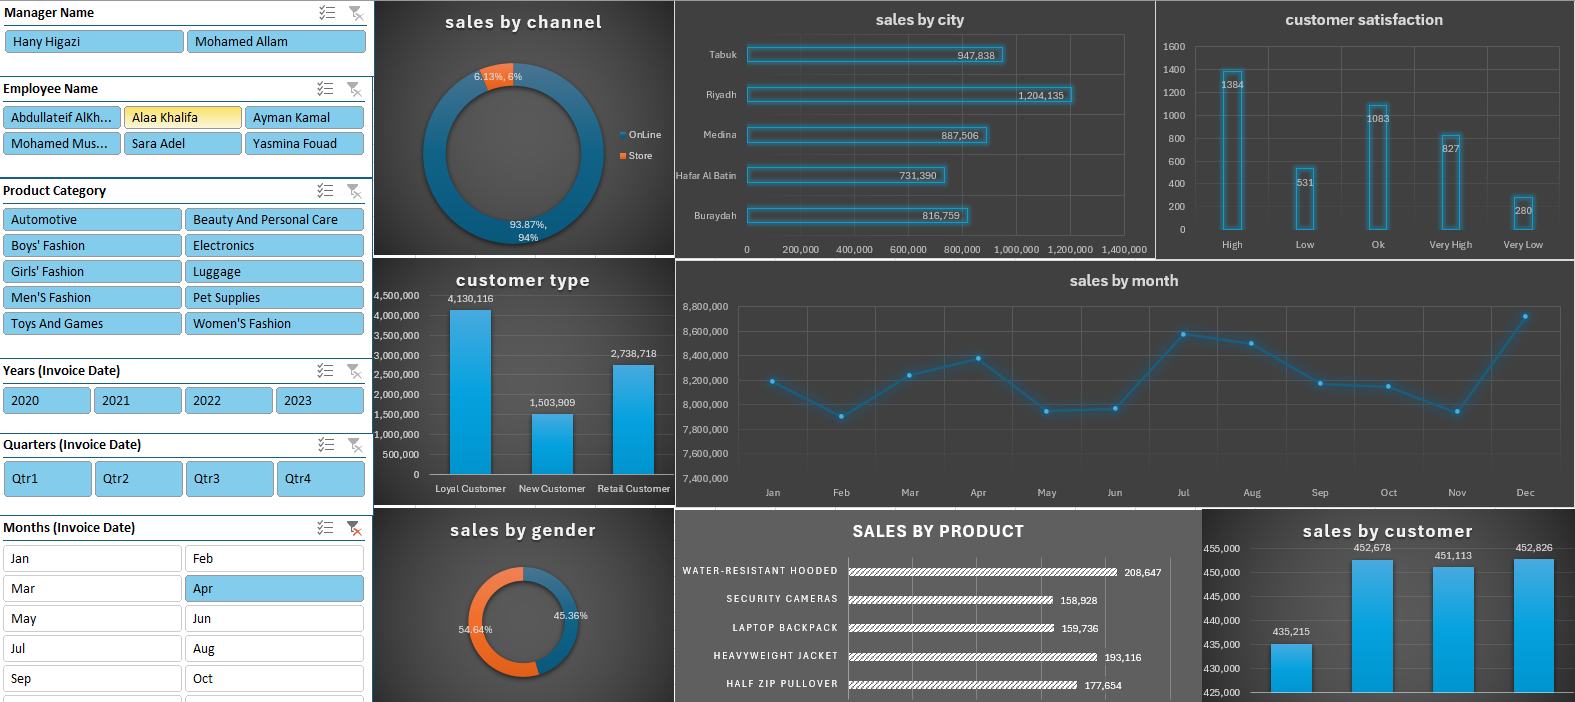 Manager Name
Hany Higazi
Mohamed Allam
Employee Name
Abdullateif AlKh...
Alaa Khalifa
Ayman Kamal
Mohamed Mus...
Sara Adel
Yasmina Fouad
Product Category
Automotive
Beauty And Personal Care
Boys' Fashion
Electronics
Girls' Fashion
Luggage
Men'S Fashion
Pet Supplies
Toys And Games
Women'S Fashion
Years (Invoice Date)
2020
2021
2022
2023
Quarters (Invoice Date)
Qtr1
Qtr2
Qtr3
Qtr4
Months (Invoice Date)
Jan
Feb
Mar
Apr
May
Jun
Jul
Aug
Sep
Oct
sales by channel
6.13%, 6%
93.87%,
94%
OnLine
Store
sales by city
Tabuk
947,838
Riyadh
1,204,135
Medina
887,506
Hafar Al Batin
731,390
Buraydah
816,759
0
200,000
400,000
600,000
800,000
1,000,000
1,200,000
1,400,000
customer satisfaction
1600
1400
1200
1000
800
600
400
200
0
1384
531
1083
827
280
High
Low
Ok
Very High
Very Low
customer type
4,500,000
4,000,000
3,500,000
3,000,000
2,500,000
2,000,000
1,500,000
1,000,000
500,000
0
4,130,116
1,503,909
2,738,718
Loyal Customer
New Customer
Retail Customer
sales by month
8,800,000
8,600,000
8,400,000
8,200,000
8,000,000
7,800,000
7,600,000
7,400,000
Jan
Feb
Mar
Apr
May
Jun
Jul
Aug
Sep
Oct
Nov
Dec
sales by gender
45.36%
54.64%
SALES BY PRODUCT
WATER-RESISTANT HOODED
208,647
SECURITY CAMERAS
158,928
LAPTOP BACKPACK
159,736
HEAVYWEIGHT JACKET
193,116
HALF ZIP PULLOVER
177,654
sales by customer
455,000
450,000
445,000
440,000
435,000
430,000
425,000
435,215
452,678
451,113
452,826